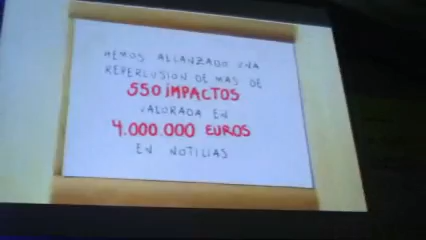 HEMOS ALCANZADO UNA
REPERCUSION DE MAS DE
550 IMPACTOS
VALORADA EN
4.000.000 EUROS
EN NOTICIAS